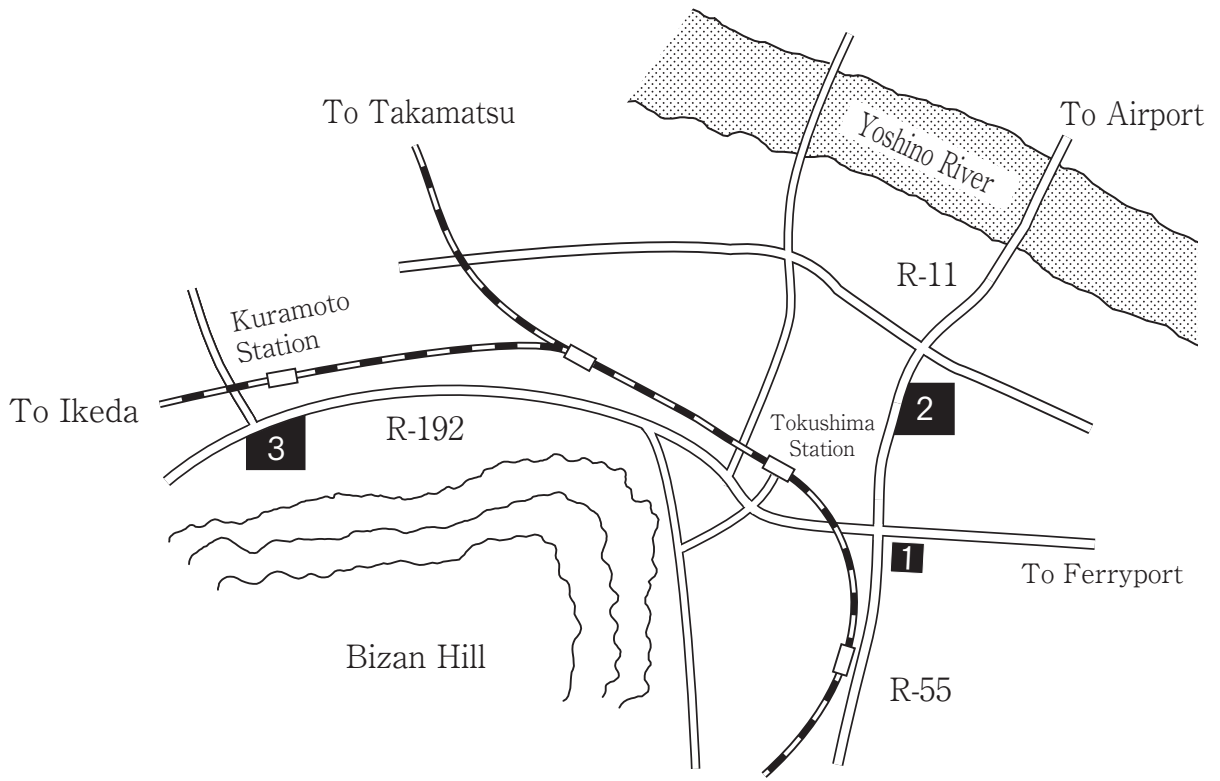 To Takamatsu
To Airport
Yoshino River
R-11
Kuramoto
Station
To Ikeda
R-192
3
2
Tokushima
Station
1
To Ferryport
Bizan Hill
R-55